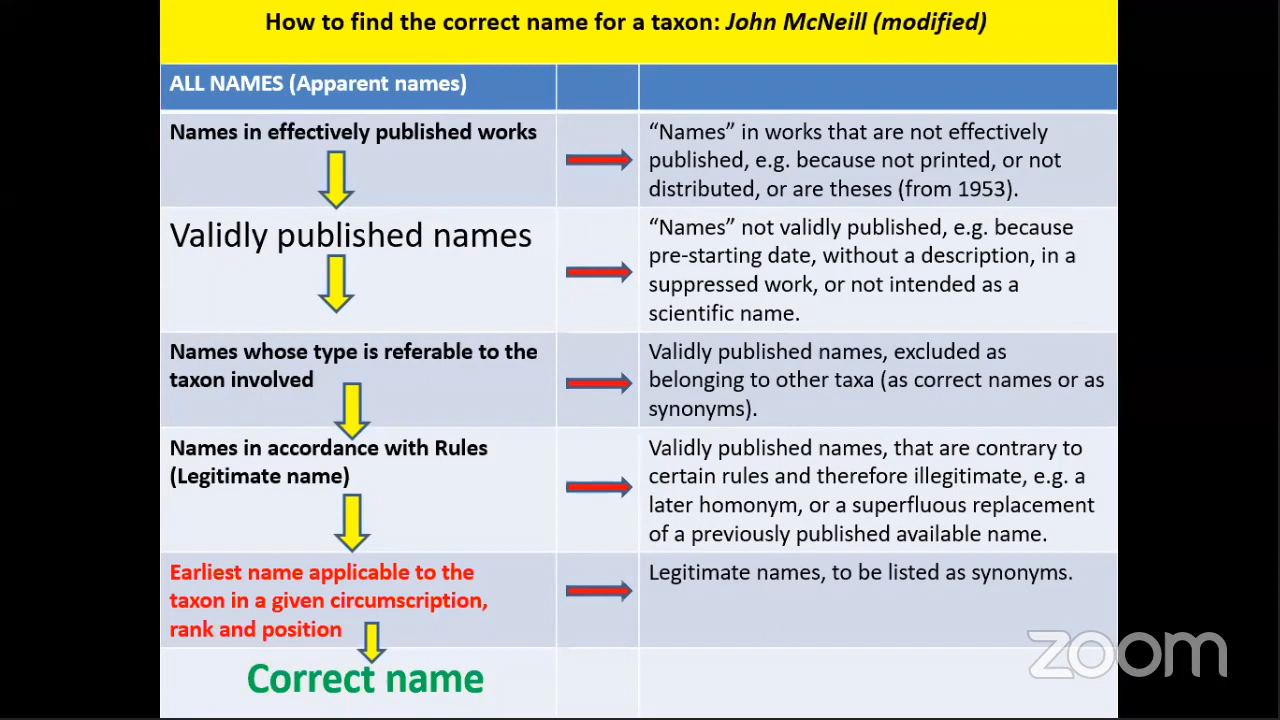 How to find the correct name for a taxon: John McNeill (modified)
ALL NAMES (Apparent names)
Names in effectively published works
“Names” in works that are not effectively
published, e.g. because not printed, or not
distributed, or are theses (from 1953).
Validly published names
“Names” not validly published, e.g. because
pre-starting date, without a description, in a
suppressed work, or not intended as a
scientific name.
Names whose type is referable to the
taxon involved
Validly published names, excluded as
belonging to other taxa (as correct names or as
synonyms).
Names in accordance with Rules
(Legitimate name)
Validly published names, that are contrary to
certain rules and therefore illegitimate, e.g. a
later homonym, or a superfluous replacement
of a previously published available name.
Earliest name applicable to the
taxon in a given circumscription,
rank and position
Legitimate names, to be listed as synonyms.
Correct name
zoom